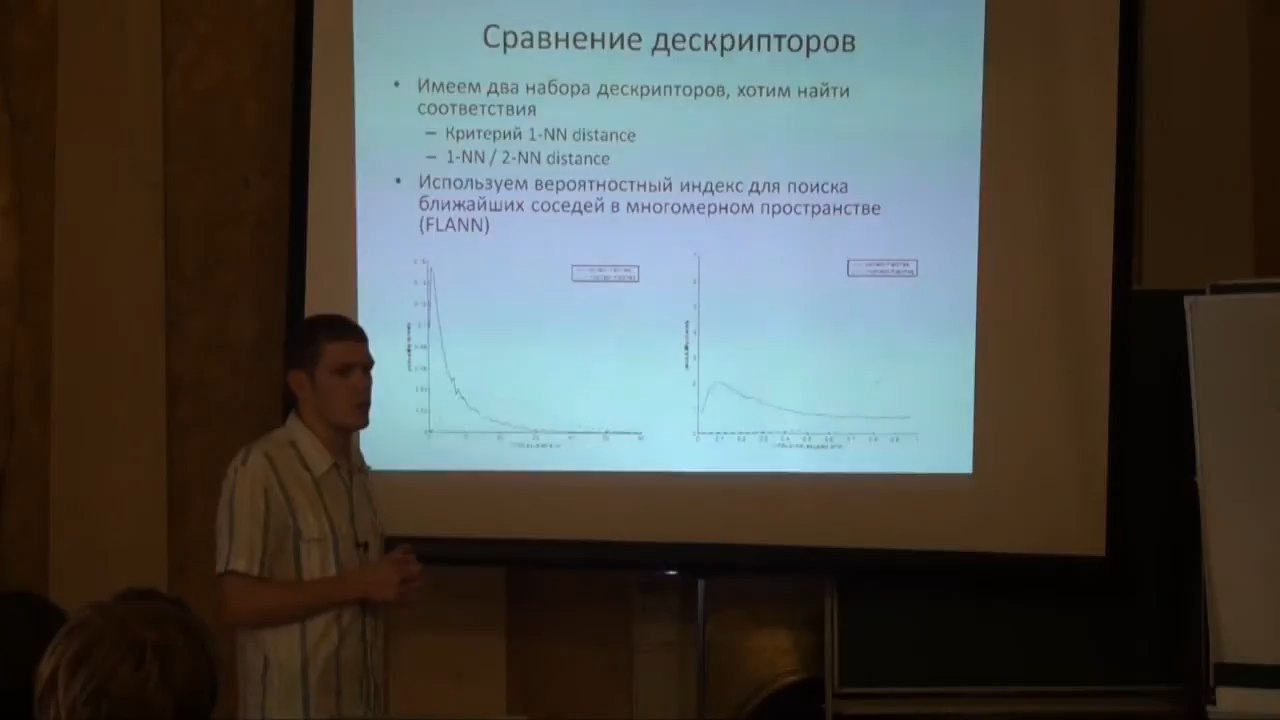 Сравнение дескрипторов
• Имеем два набора дескрипторов, хотим найти
соответствия
– Критерий 1-NN distance
– 1-NN / 2-NN distance
• Используем вероятностный индекс для поиска
ближайших соседей в многомерном пространстве
(FLANN)